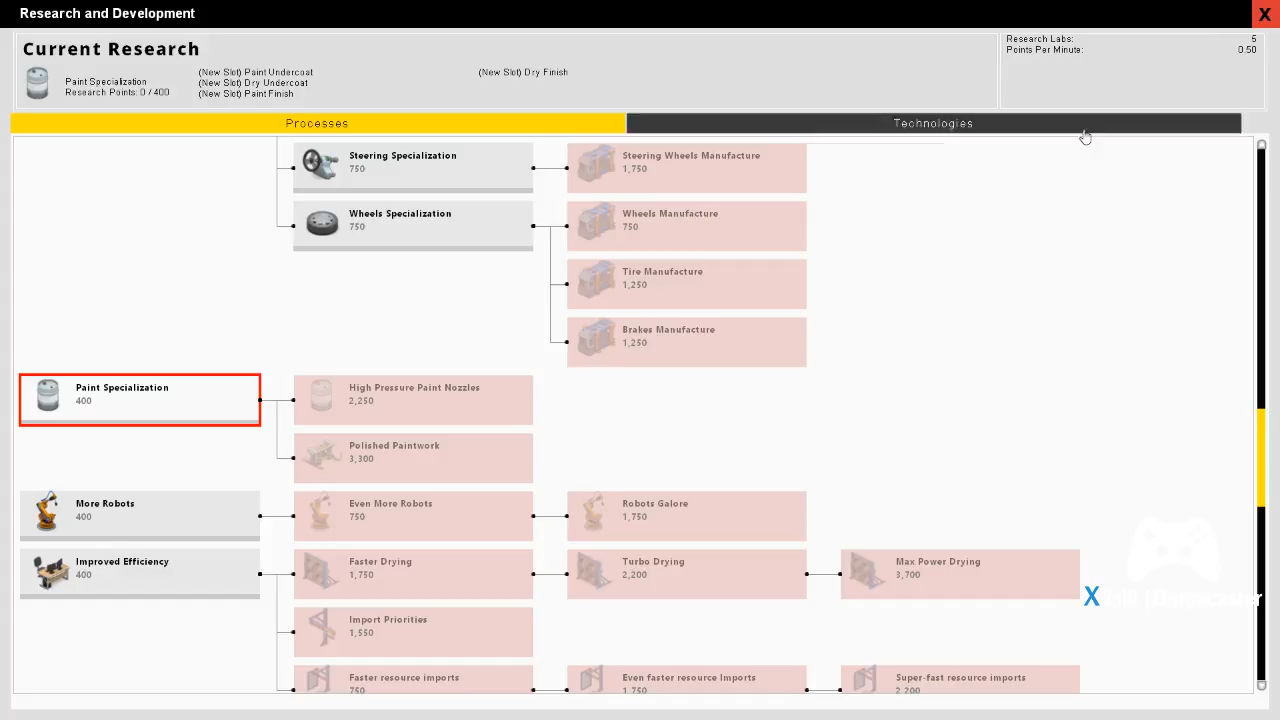 Research and Development
X
Current Research
Paint Specialization
Research Points: 0 / 400
(New Slot) Paint Undercoat
(New Slot) Dry Undercoat
(New Slot) Paint Finish
(New Slot) Dry Finish
Research Labs: 5
Points Per Minute: 0.50
Processes
Technologies
Steering Specialization
750
Steering Wheels Manufacture
1,750
Wheels Specialization
750
Wheels Manufacture
750
Tire Manufacture
1,250
Brakes Manufacture
1,250
Paint Specialization
400
High Pressure Paint Nozzles
2,250
Polished Paintwork
3,300
More Robots
400
Even More Robots
750
Robots Galore
1,750
Improved Efficiency
400
Faster Drying
1,750
Turbo Drying
2,200
Max Power Drying
3,700
Import Priorities
1,550
Faster resource imports
750
Even faster resource Imports
1,750
Super-fast resource imports
2,200